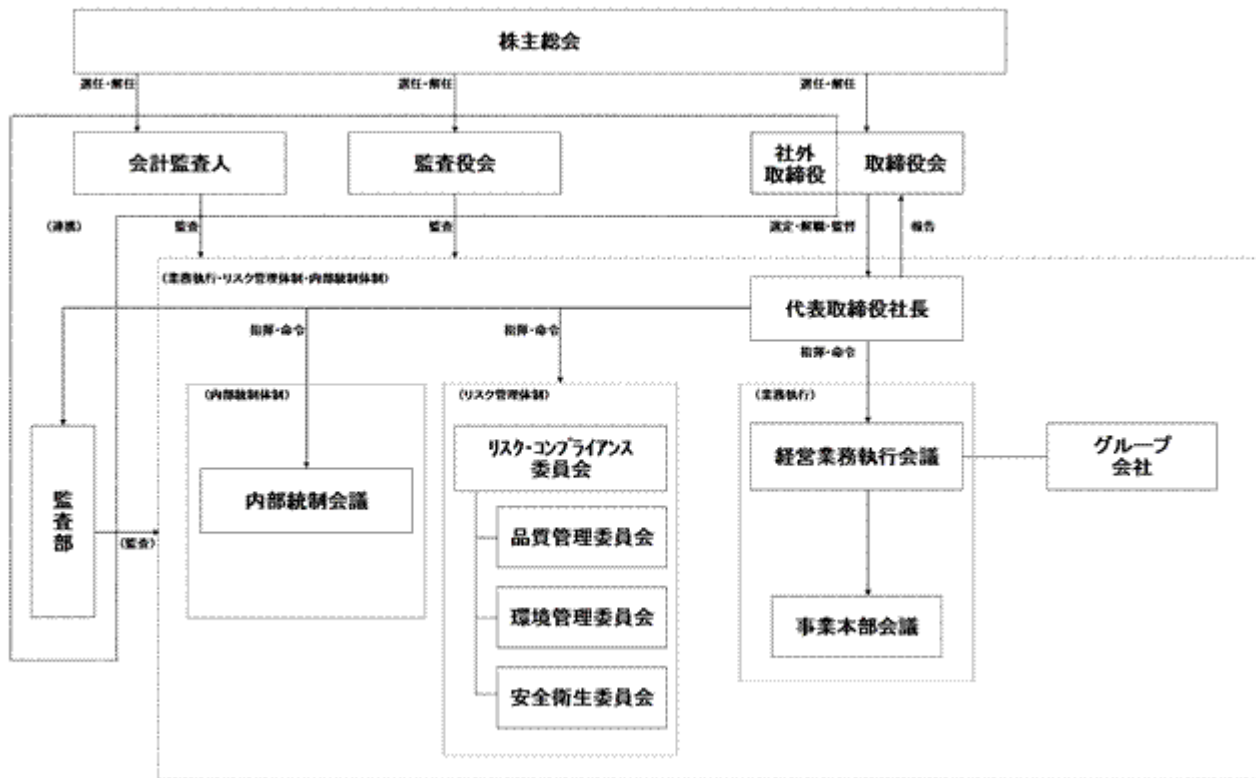 株主総会
選任・解任
選任・解任
選任・解任
会計監査人
監査役会
社外
取締役
取締役会
(連携)
監査
監査
選定・解職・監督
報告
(業務執行・リスク管理体制・内部統制体制)
代表取締役社長
指揮・命令
指揮・命令
指揮・命令
(内部統制体制)
(リスク管理体制)
(業務執行)
監査部
内部統制会議
リスク・コンプライアンス
委員会
経営業務執行会議
グループ
会社
(監査)
品質管理委員会
環境管理委員会
事業本部会議
安全衛生委員会